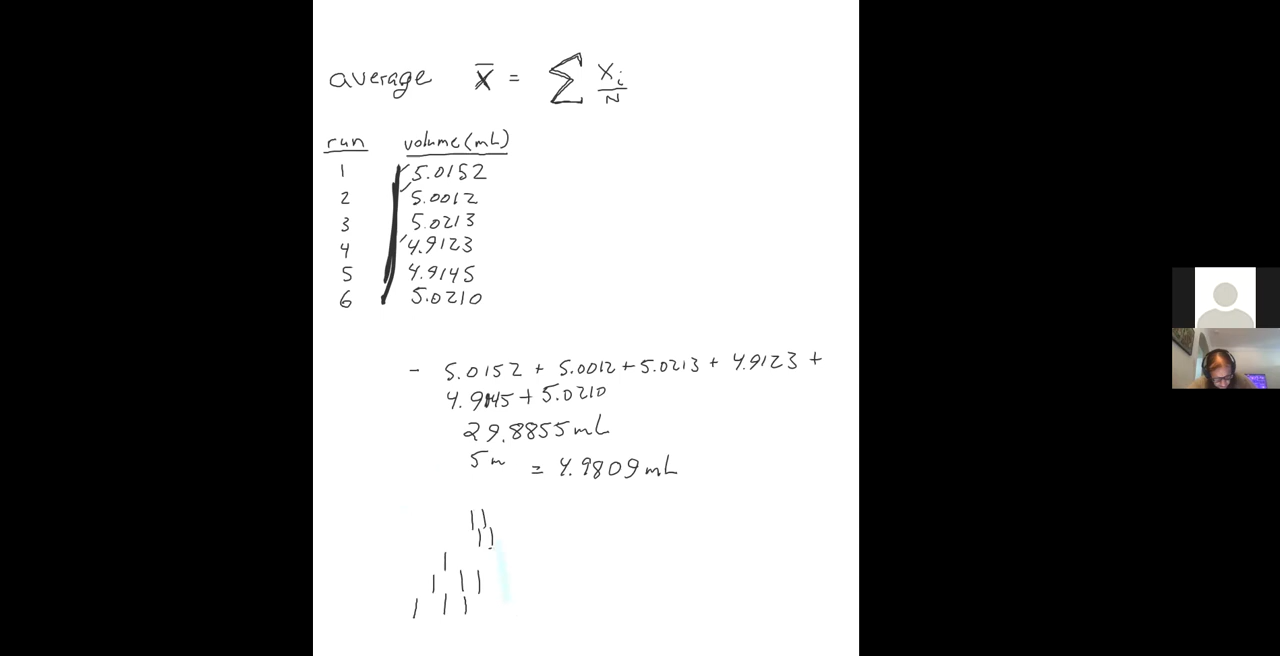 average x̄ = ∑ xi/N
run volume (mL)
1 5.0152
2 5.0012
3 5.0213
4 4.9123
5 4.9145
6 5.0210
- 5.0152 + 5.0012 + 5.0213 + 4.9123 +
4.9145 + 5.0210
29.8855 mL
5m = 4.9809 mL